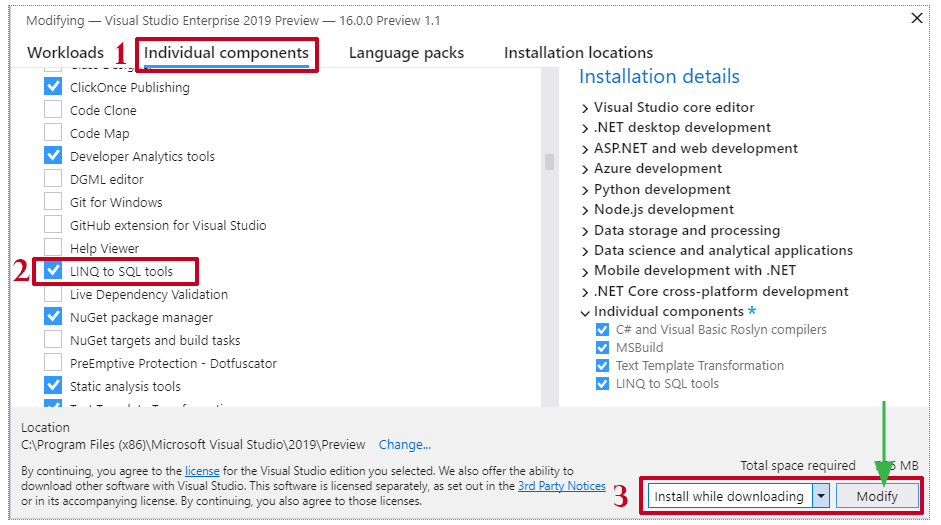 Modifying — Visual Studio Enterprise 2019 Preview — 16.0.0 Preview 1.1
Workloads 1 Individual components Language packs Installation locations
ClickOnce Publishing
Code Clone
Code Map
Developer Analytics tools
DGML editor
Git for Windows
GitHub extension for Visual Studio
Help Viewer
2 LINQ to SQL tools
Live Dependency Validation
NuGet package manager
NuGet targets and build tasks
PreEmptive Protection - Dotfuscator
Static analysis tools
Installation details
Visual Studio core editor
.NET desktop development
ASP.NET and web development
Azure development
Python development
Node.js development
Data storage and processing
Data science and analytical applications
Mobile development with .NET
.NET Core cross-platform development
Individual components *
C# and Visual Basic Roslyn compilers
MSBuild
Text Template Transformation
LINQ to SQL tools
Location
C:\Program Files (x86)\Microsoft Visual Studio\2019\Preview Change...
By continuing, you agree to the license for the Visual Studio edition you selected. We also offer the ability to
download other software with Visual Studio. This software is licensed separately, as set out in the 3rd Party Notices
or in its accompanying license. By continuing, you also agree to those licenses.
Total space required MB
3 Install while downloading Modify